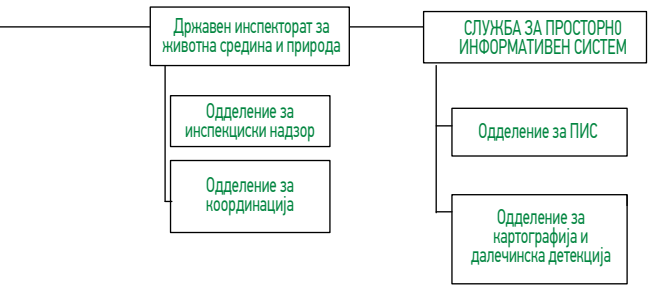 Државен инспекторат за
животна средина и природа
СЛУЖБА ЗА ПРОСТОРНО
ИНФОРМАТИВЕН СИСТЕМ
Одделение за
инспекциски надзор
Одделение за
координација
Одделение за ПИС
Одделение за
картографија и
далечинска детекција